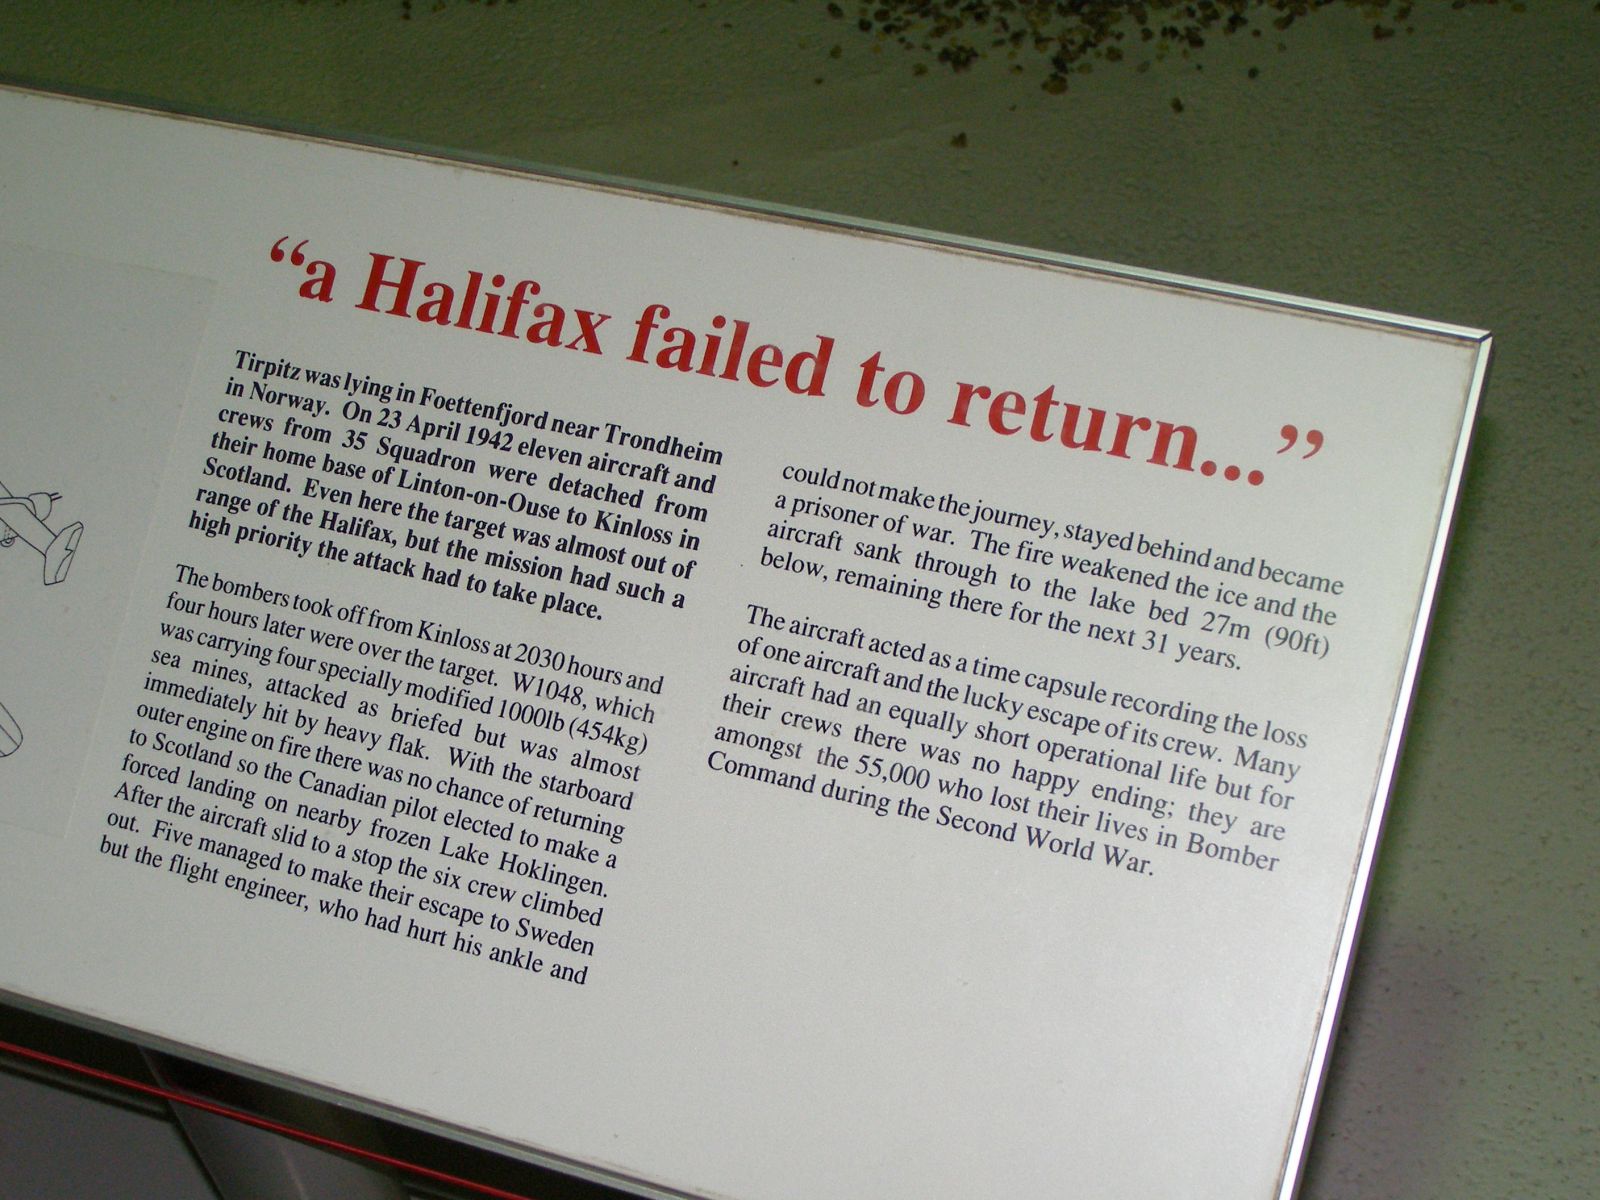 “a Halifax failed to return...”
Tirpitz was lying in Foettenfjord near Trondheim
in Norway. On 23 April 1942 eleven aircraft and
crews from 35 Squadron were detached from
their home base of Linton-on-Ouse to Kinloss in
Scotland. Even here the target was almost out of
range of the Halifax, but the mission had such a
high priority the attack had to take place.
The bombers took off from Kinloss at 2030 hours and
four hours later were over the target. W1048, which
was carrying four specially modified 1000lb (454kg)
sea mines, attacked as briefed but was almost
immediately hit by heavy flak. With the starboard
outer engine on fire there was no chance of returning
to Scotland so the Canadian pilot elected to make a
forced landing on nearby frozen Lake Hoklingen.
After the aircraft slid to a stop the six crew climbed
out. Five managed to make their escape to Sweden
but the flight engineer, who had hurt his ankle and
could not make the journey, stayed behind and became
a prisoner of war. The fire weakened the ice and the
aircraft sank through to the lake bed 27m (90ft)
below, remaining there for the next 31 years.
The aircraft acted as a time capsule recording the loss
of one aircraft and the lucky escape of its crew. Many
aircraft had an equally short operational life but for
their crews there was no happy ending; they are
amongst the 55,000 who lost their lives in Bomber
Command during the Second World War.